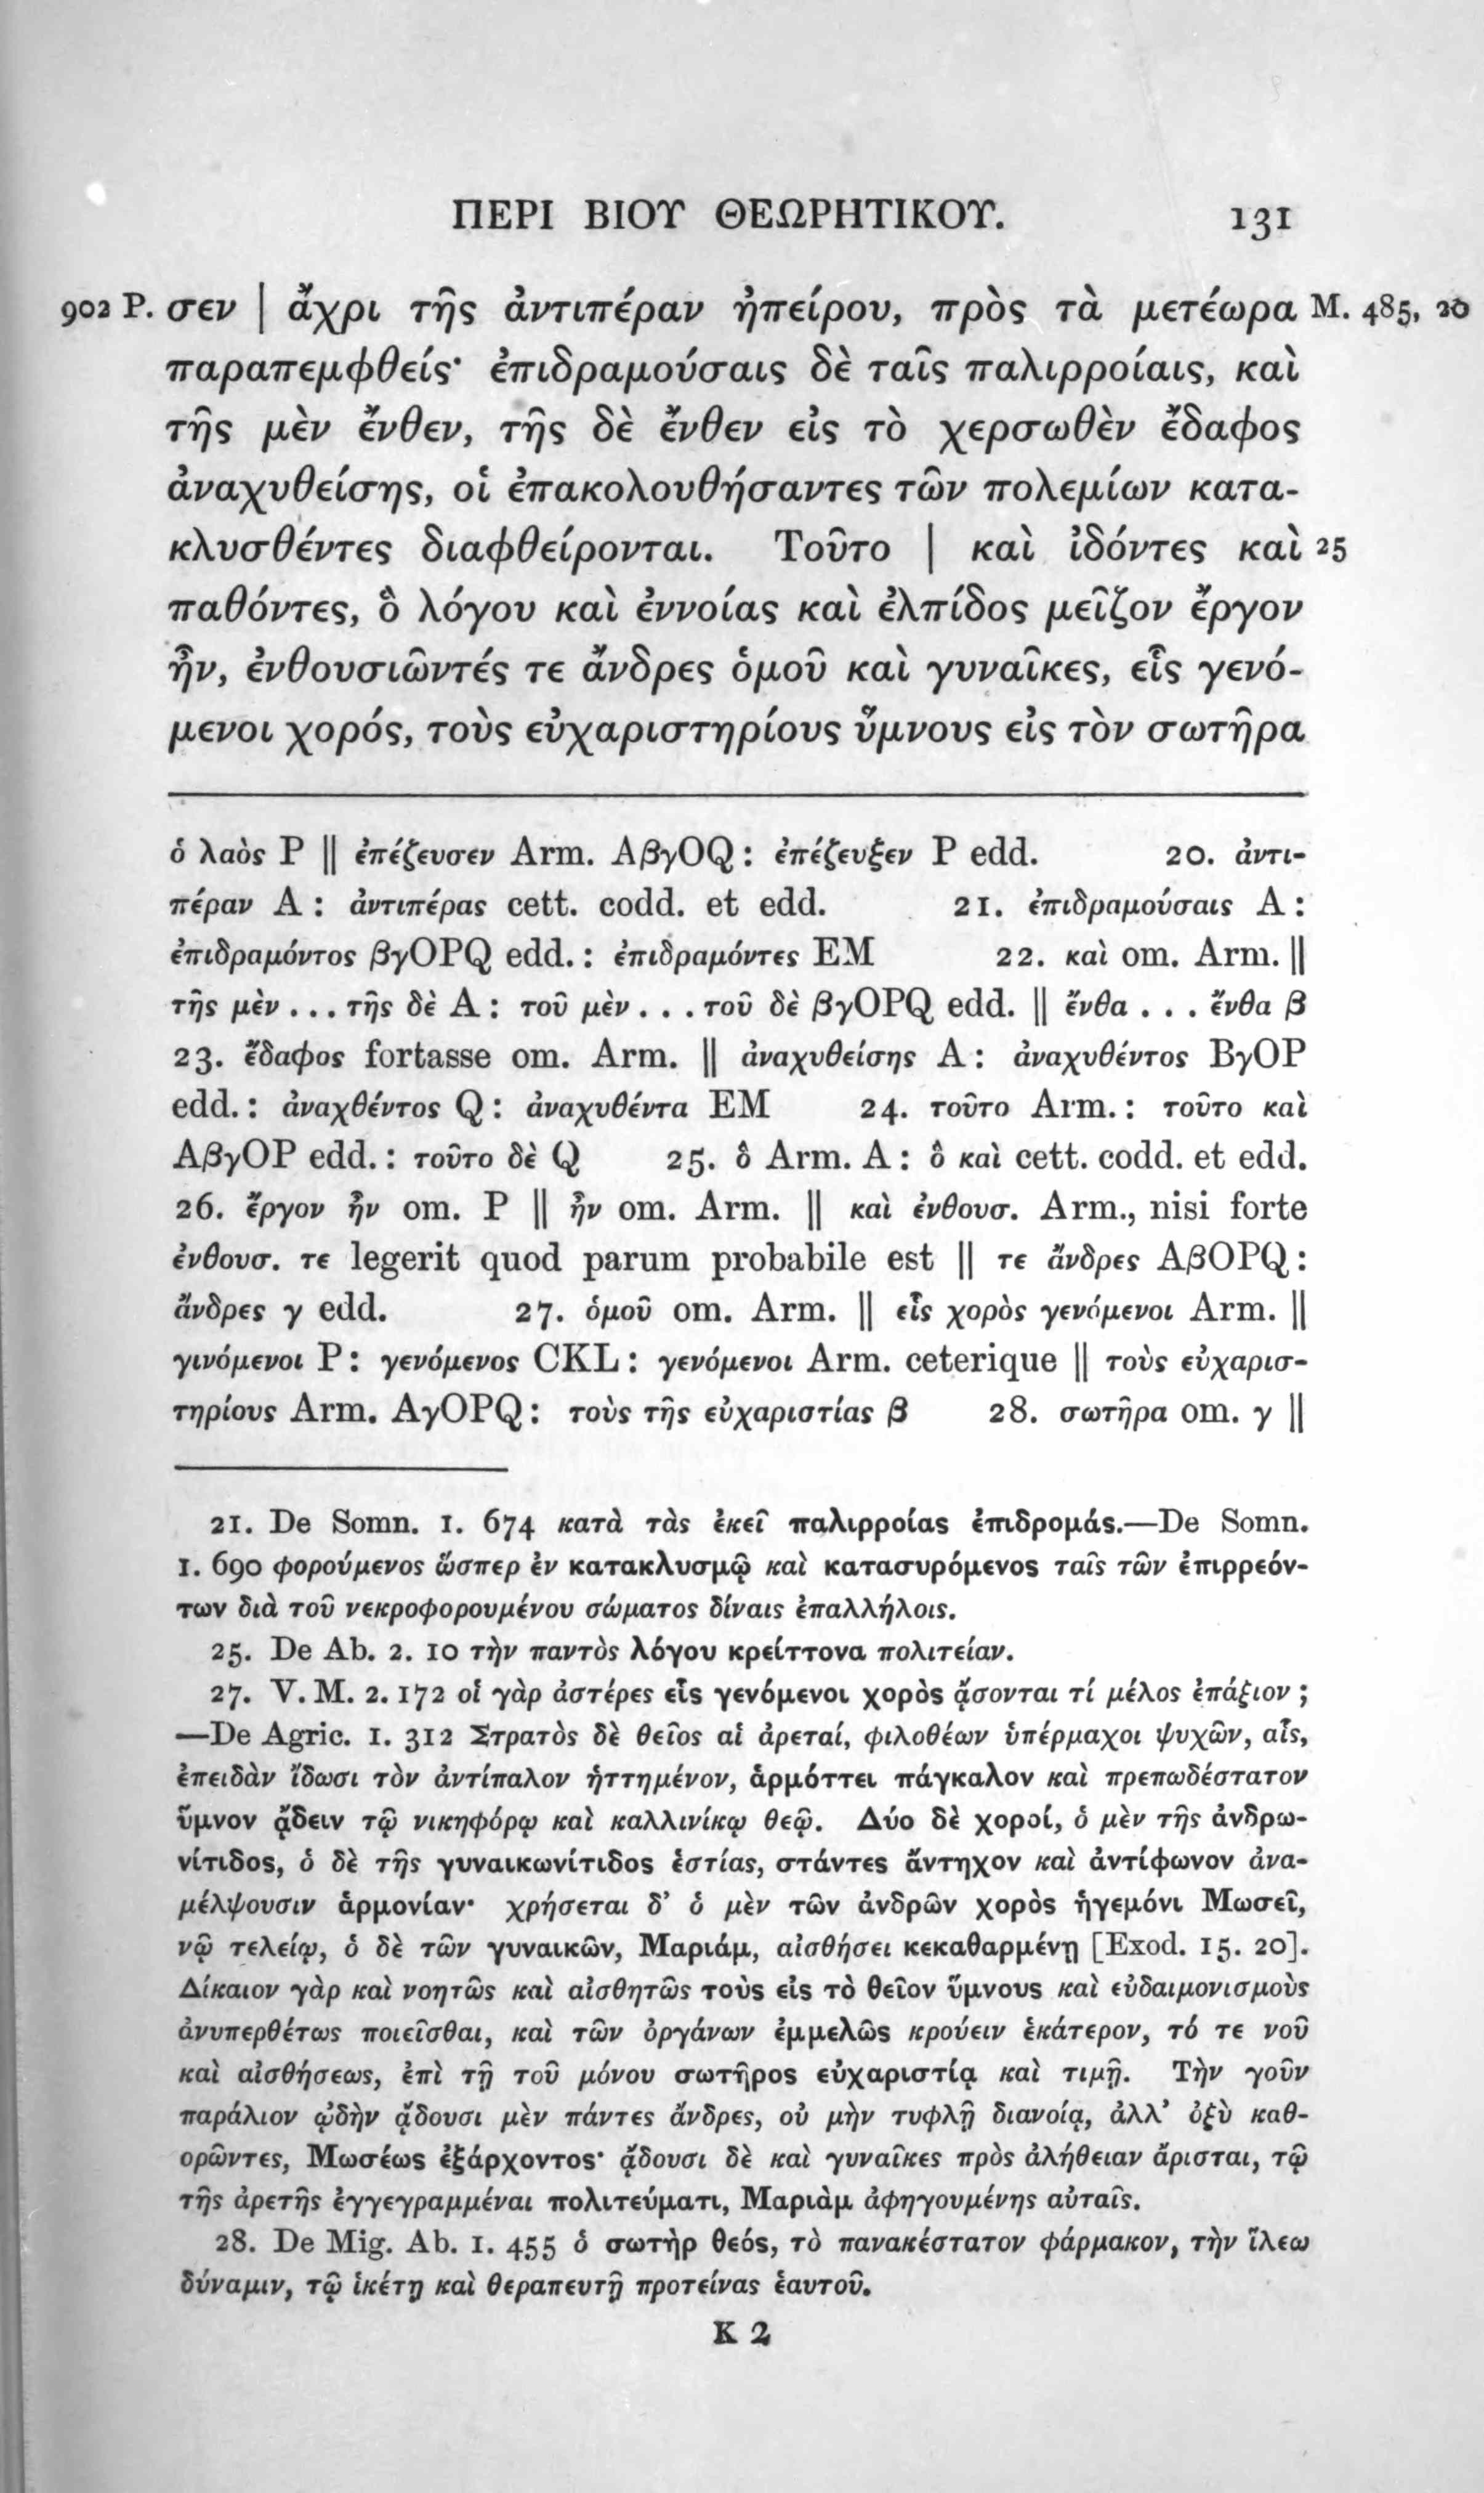 ΠΕΡΙ ΒΙΟΥ ΘΕΩΡΗΤΙΚΟΥ. 131
902 P. σεν | ἄχρι τῆς ἀντιπέραν ἠπείρου, πρὸς τὰ μετέωρα M. 485, 20
παραπεμφθείς· ἐπιδραμούσαις δὲ ταῖς παλιρροίαις, καὶ
τῆς μὲν ἔνθεν, τῆς δὲ ἔνθεν εἰς τὸ χερσωθὲν ἔδαφος
ἀναχυθείσης, οἱ ἐπακολουθήσαντες τῶν πολεμίων κατα-
κλυσθέντες διαφθείρονται. Τοῦτο | καὶ ἰδόντες καὶ 25
παθόντες, ὃ λόγου καὶ ἐννοίας καὶ ἐλπίδος μεῖζον ἔργον
ἦν, ἐνθουσιῶντές τε ἄνδρες ὁμοῦ καὶ γυναῖκες, εἷς γενό-
μενοι χορός, τοὺς εὐχαριστηρίους ὕμνους εἰς τὸν σωτῆρα
ὁ λαὸς P || ἐπέζευσεν Arm. AβγOQ : ἐπέζευξεν P edd. 20. ἀντι-
πέραν A : ἀντιπέρας cett. codd. et edd. 21. ἐπιδραμούσαις A :
ἐπιδραμόντος βγOPQ edd. : ἐπιδραμόντες EM 22. καὶ om. Arm. ||
τῆς μὲν . . . τῆς δὲ A : τοῦ μὲν . . . τοῦ δὲ βγOPQ edd. || ἔνθα . . . ἔνθα β
23. ἔδαφος fortasse om. Arm. || ἀναχυθείσης A : ἀναχυθέντος BγOP
edd. : ἀναχθέντος Q : ἀναχυθέντα EM 24. τοῦτο Arm. : τοῦτο καὶ
AβγOP edd. : τοῦτο δὲ Q 25. ὃ Arm. A : ὃ καὶ cett. codd. et edd.
26. ἔργον ἦν om. P || ἦν om. Arm. || καὶ ἐνθουσ. Arm., nisi forte
ἐνθουσ. τε legerit quod parum probabile est || τε ἄνδρες AβOPQ :
ἄνδρες γ edd. 27. ὁμοῦ om. Arm. || εἷς χορὸς γενόμενοι Arm. ||
γινόμενοι P : γενόμενος CKL : γενόμενοι Arm. ceterique || τοὺς εὐχαρισ-
τηρίους Arm. AγOPQ : τοὺς τῆς εὐχαριστίας β 28. σωτῆρα om. γ ||
21. De Somn. 1. 674 κατὰ τὰς ἐκεῖ παλιρροίας ἐπιδρομάς.—De Somn.
1. 690 φορούμενος ὥσπερ ἐν κατακλυσμῷ καὶ κατασυρόμενος ταῖς τῶν ἐπιρρεόν-
των διὰ τοῦ νεκροφορουμένου σώματος δίναις ἐπαλλήλοις.
25. De Ab. 2. 10 τὴν παντὸς λόγου κρείττονα πολιτείαν.
27. V. M. 2. 172 οἱ γὰρ ἀστέρες εἷς γενόμενοι χορὸς ᾄσονται τί μέλος ἐπάξιον ;
—De Agric. 1. 312 Στρατὸς δὲ θεῖος αἱ ἀρεταί, φιλοθέων ὑπέρμαχοι ψυχῶν, αἷς,
ἐπειδὰν ἴδωσι τὸν ἀντίπαλον ἡττημένον, ἁρμόττει πάγκαλον καὶ πρεπωδέστατον
ὕμνον ᾄδειν τῷ νικηφόρῳ καὶ καλλινίκῳ θεῷ. Δύο δὲ χοροί, ὁ μὲν τῆς ἀνδρω-
νίτιδος, ὁ δὲ τῆς γυναικωνίτιδος ἑστίας, στάντες ἄντηχον καὶ ἀντίφωνον ἀνα-
μέλψουσιν ἁρμονίαν· χρήσεται δ’ ὁ μὲν τῶν ἀνδρῶν χορὸς ἡγεμόνι Μωσεῖ,
νῷ τελείῳ, ὁ δὲ τῶν γυναικῶν, Μαριάμ, αἰσθήσει κεκαθαρμένῃ [Exod. 15. 20].
Δίκαιον γὰρ καὶ νοητῶς καὶ αἰσθητῶς τοὺς εἰς τὸ θεῖον ὕμνους καὶ εὐδαιμονισμοὺς
ἀνυπερθέτως ποιεῖσθαι, καὶ τῶν ὀργάνων ἐμμελῶς κρούειν ἑκάτερον, τό τε νοῦ
καὶ αἰσθήσεως, ἐπὶ τῇ τοῦ μόνου σωτῆρος εὐχαριστίᾳ καὶ τιμῇ. Τὴν γοῦν
παράλιον ᾠδὴν ᾄδουσι μὲν πάντες ἄνδρες, οὐ μὴν τυφλῇ διανοίᾳ, ἀλλ’ ὀξὺ καθ-
ορῶντες, Μωσέως ἐξάρχοντος· ᾄδουσι δὲ καὶ γυναῖκες πρὸς ἀλήθειαν ἄρισται, τῷ
τῆς ἀρετῆς ἐγγεγραμμέναι πολιτεύματι, Μαριὰμ ἀφηγουμένης αὐταῖς.
28. De Mig. Ab. 1. 455 ὁ σωτὴρ θεός, τὸ πανακέστατον φάρμακον, τὴν ἵλεω
δύναμιν, τῷ ἱκέτῃ καὶ θεραπευτῇ προτείνας ἑαυτοῦ.
K 2